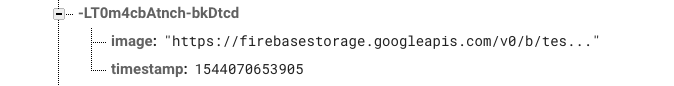 -LT0m4cbAtnch-bkDtcd
image: "https://firebasestorage.googleapis.com/v0/b/tes..."
timestamp: 1544070653905